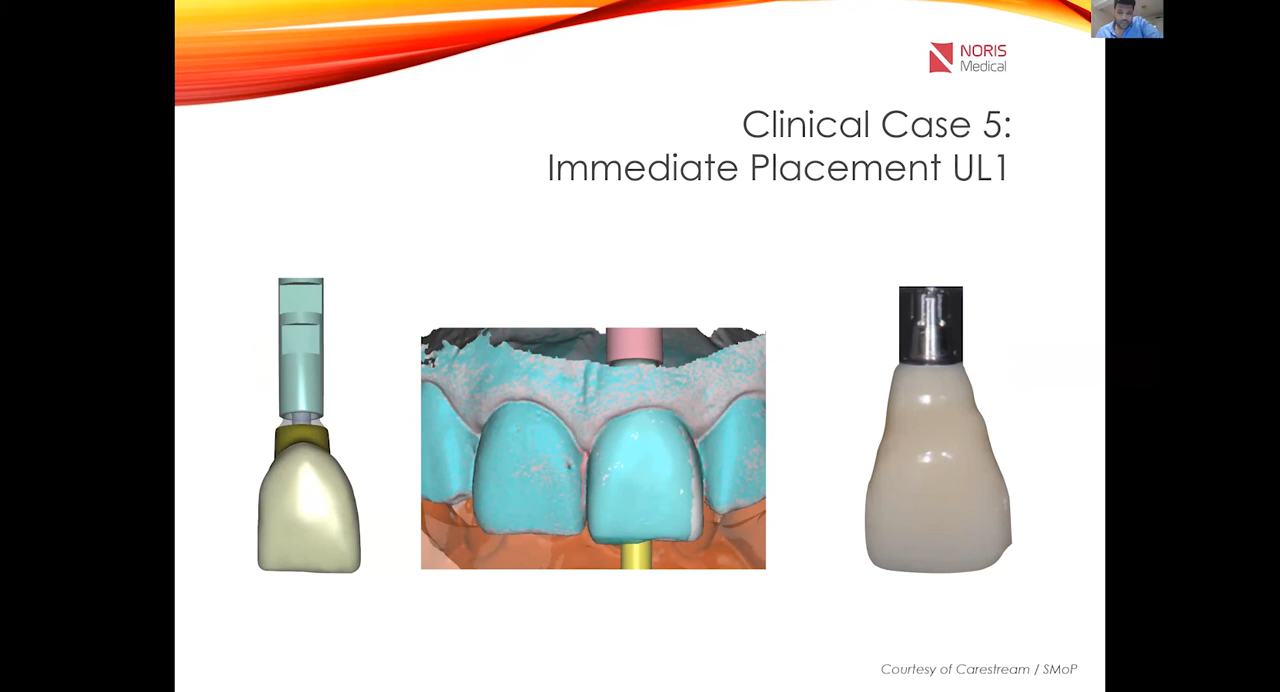 NORIS
Medical
Clinical Case 5:
Immediate Placement UL1
Courtesy of Carestream / SMoP